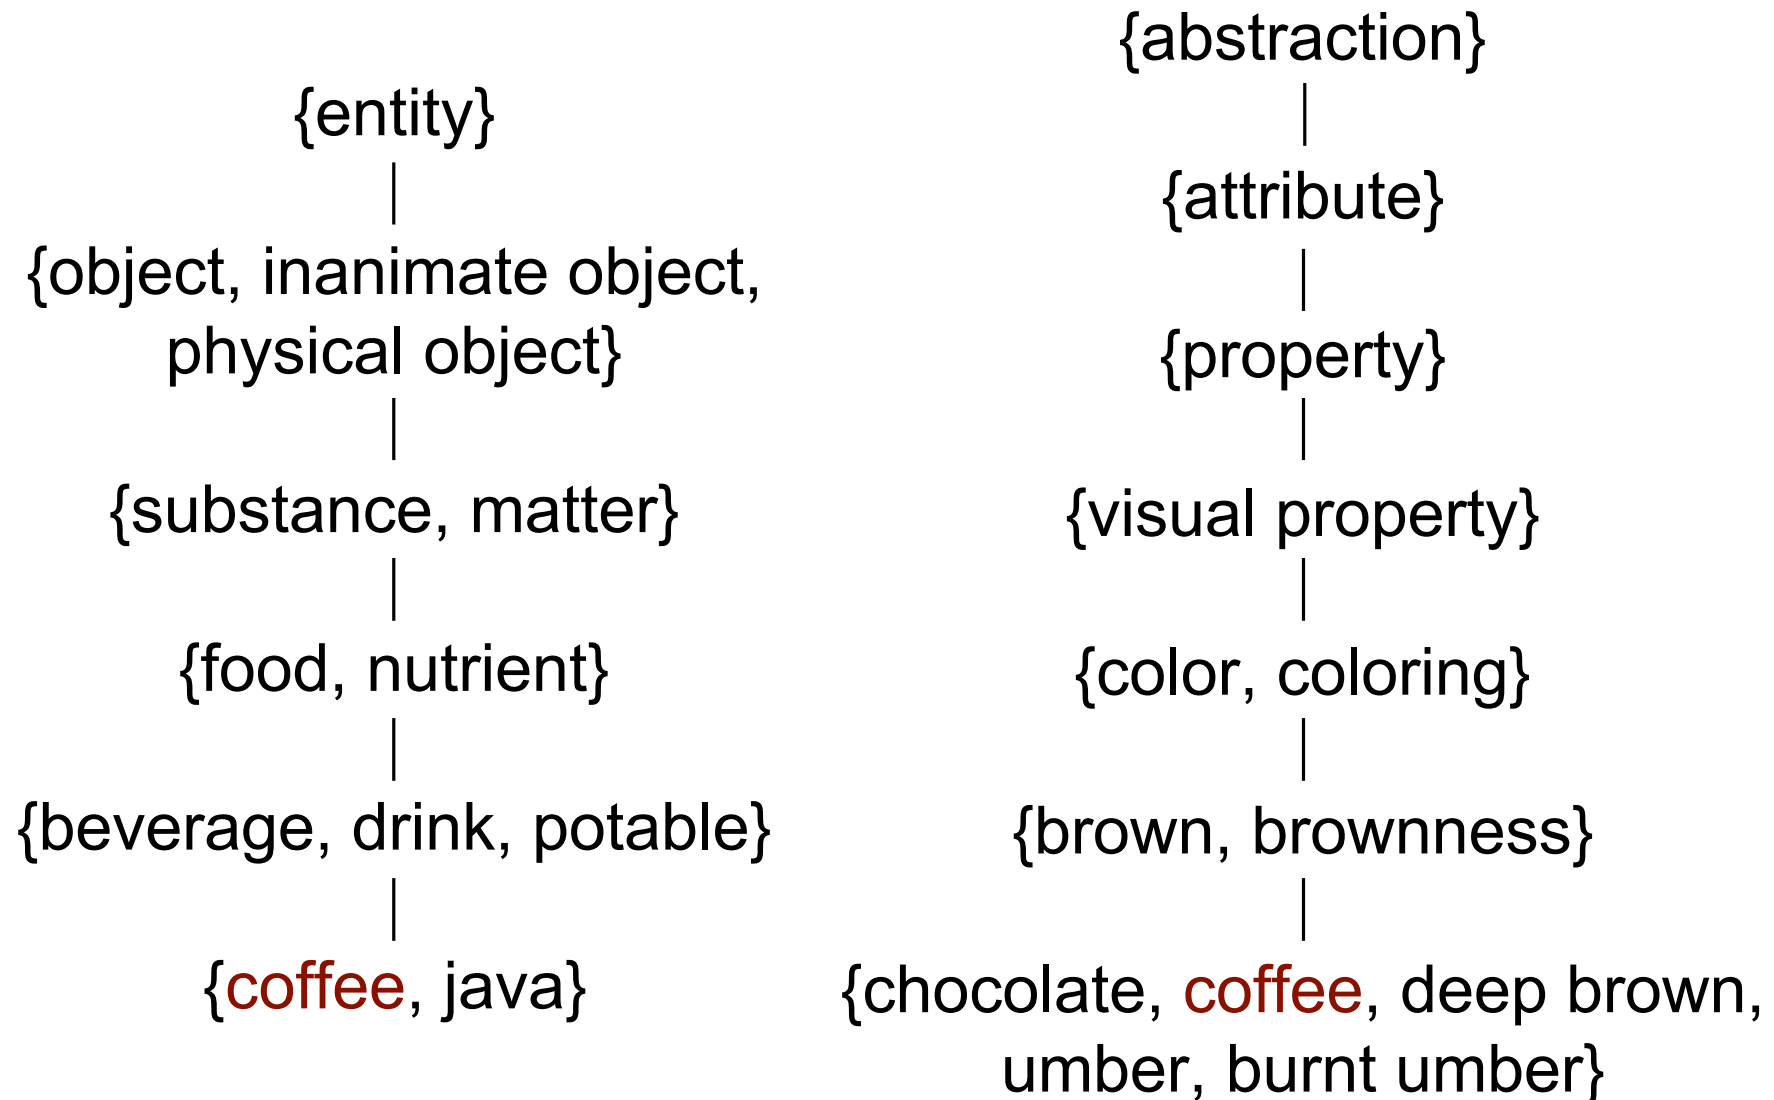 {entity}
{object, inanimate object,
physical object}
{substance, matter}
{food, nutrient}
{beverage, drink, potable}
{coffee, java}
{abstraction}
{attribute}
{property}
{visual property}
{color, coloring}
{brown, brownness}
{chocolate, coffee, deep brown,
umber, burnt umber}